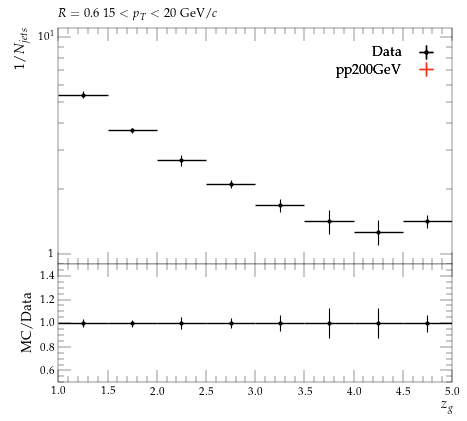 R = 0.6 15 < p_T < 20 GeV/c
1/N_jets
10^1
Data
pp200GeV
1
MC/Data
1.4
1.2
1.0
0.8
0.6
1.0 1.5 2.0 2.5 3.0 3.5 4.0 4.5 5.0
z_g